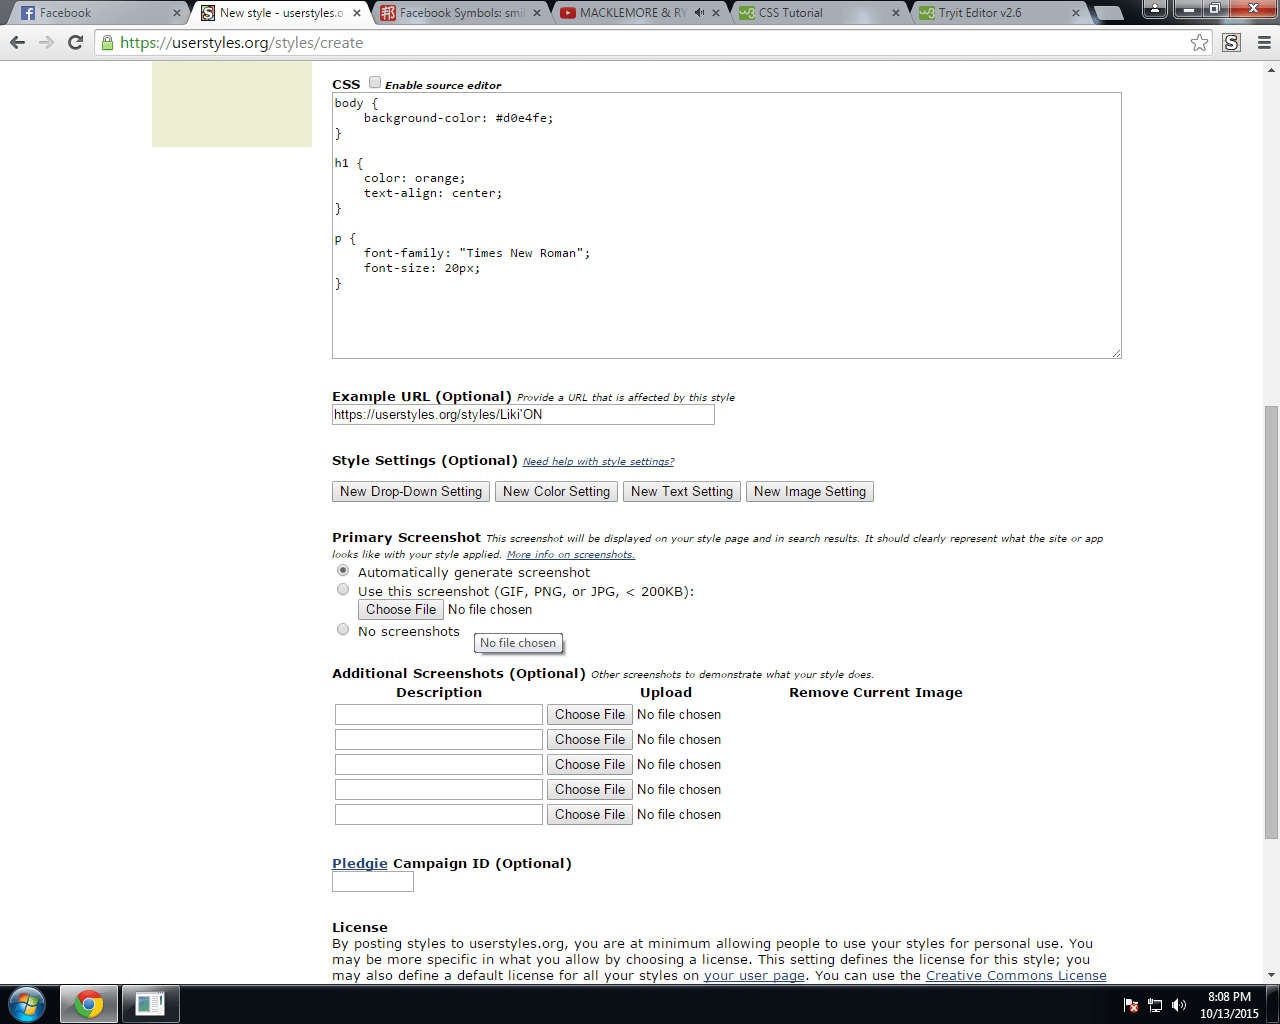 Facebook
New style - userstyles.o
Facebook Symbols: smi
MACKLEMORE & RY
CSS Tutorial
Tryit Editor v2.6
https://userstyles.org/styles/create
CSS Enable source editor
body {
    background-color: #d0e4fe;
}
h1 {
    color: orange;
    text-align: center;
}
p {
    font-family: "Times New Roman";
    font-size: 20px;
}
Example URL (Optional) Provide a URL that is affected by this style
https://userstyles.org/styles/Liki'ON
Style Settings (Optional) Need help with style settings?
New Drop-Down Setting New Color Setting New Text Setting New Image Setting
Primary Screenshot This screenshot will be displayed on your style page and in search results. It should clearly represent what the site or app
looks like with your style applied. More info on screenshots.
Automatically generate screenshot
Use this screenshot (GIF, PNG, or JPG, < 200KB):
Choose File No file chosen
No screenshots
No file chosen
Additional Screenshots (Optional) Other screenshots to demonstrate what your style does.
Description Upload Remove Current Image
Choose File No file chosen
Choose File No file chosen
Choose File No file chosen
Choose File No file chosen
Choose File No file chosen
Pledgie Campaign ID (Optional)
License
By posting styles to userstyles.org, you are at minimum allowing people to use your styles for personal use. You
may be more specific in what you allow by choosing a license. This setting defines the license for this style; you
may also define a default license for all your styles on your user page. You can use the Creative Commons License
8:08 PM
10/13/2015